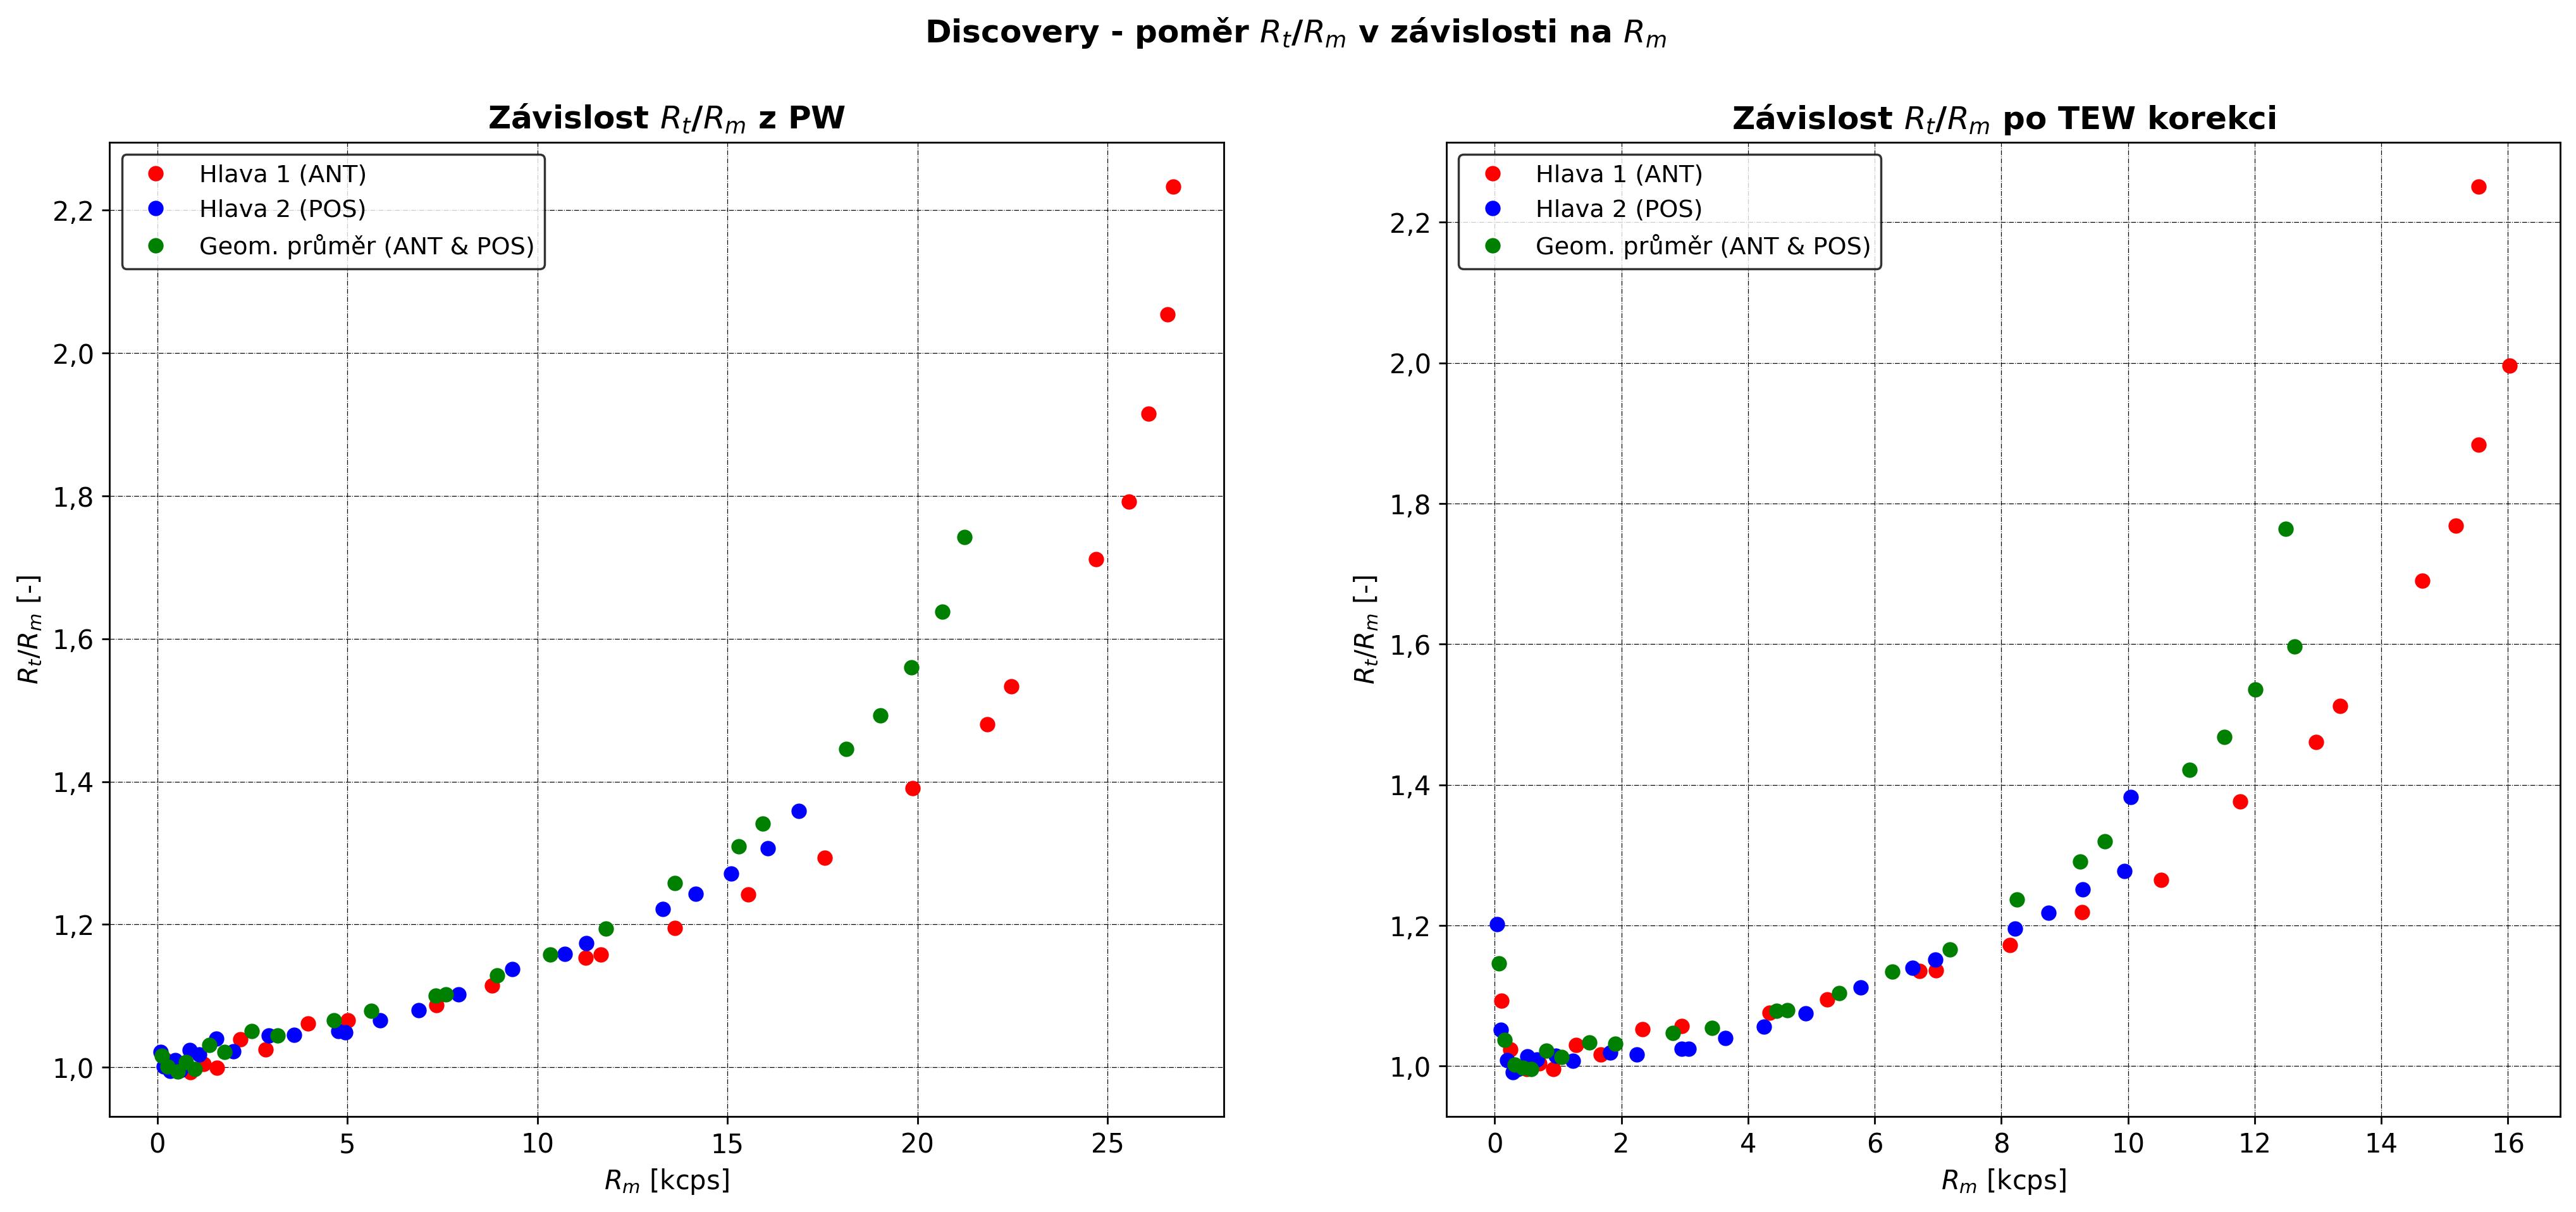 Discovery - poměr Rt/Rm v závislosti na Rm
Závislost Rt/Rm z PW
Hlava 1 (ANT)
Hlava 2 (POS)
Geom. průměr (ANT & POS)
2,2
2,0
1,8
1,6
1,4
1,2
1,0
Rt/Rm [-]
0 5 10 15 20 25
Rm [kcps]
Závislost Rt/Rm po TEW korekci
Hlava 1 (ANT)
Hlava 2 (POS)
Geom. průměr (ANT & POS)
2,2
2,0
1,8
1,6
1,4
1,2
1,0
Rt/Rm [-]
0 2 4 6 8 10 12 14 16
Rm [kcps]